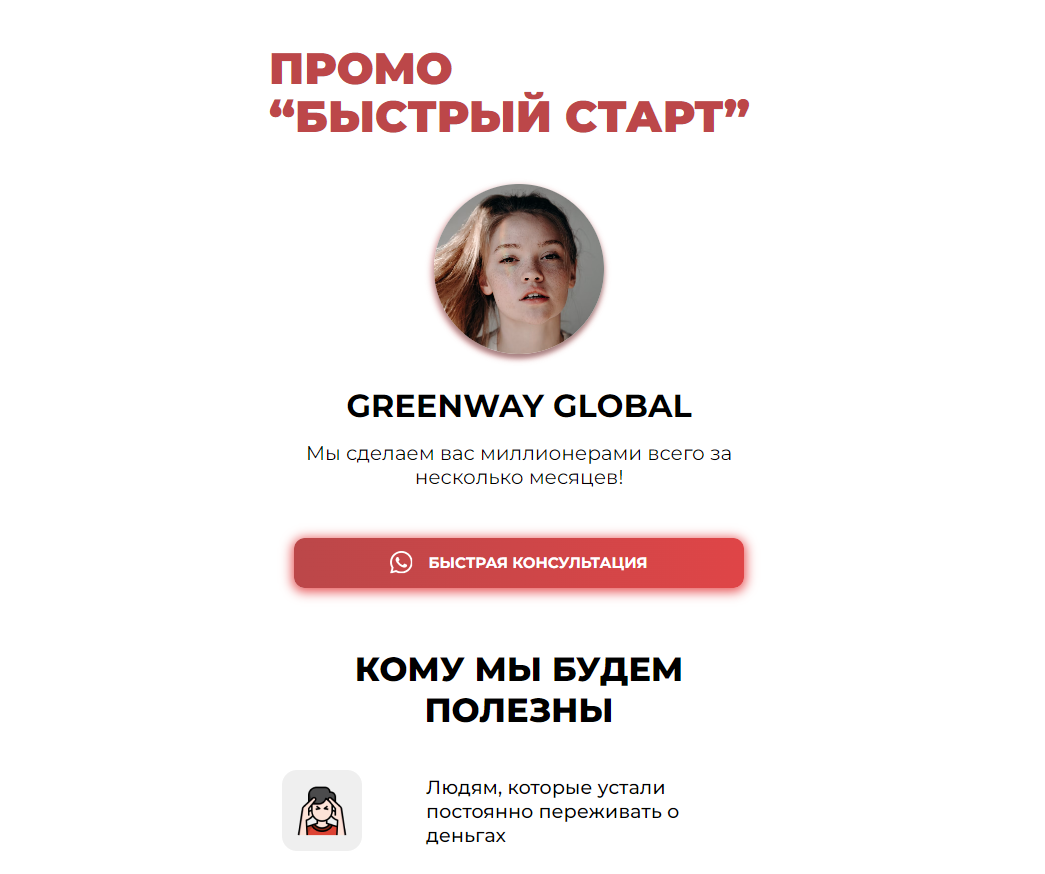 ПРОМО
“БЫСТРЫЙ СТАРТ”
GREENWAY GLOBAL
Мы сделаем вас миллионерами всего за
несколько месяцев!
БЫСТРАЯ КОНСУЛЬТАЦИЯ
КОМУ МЫ БУДЕМ
ПОЛЕЗНЫ
Людям, которые устали
постоянно переживать о
деньгах